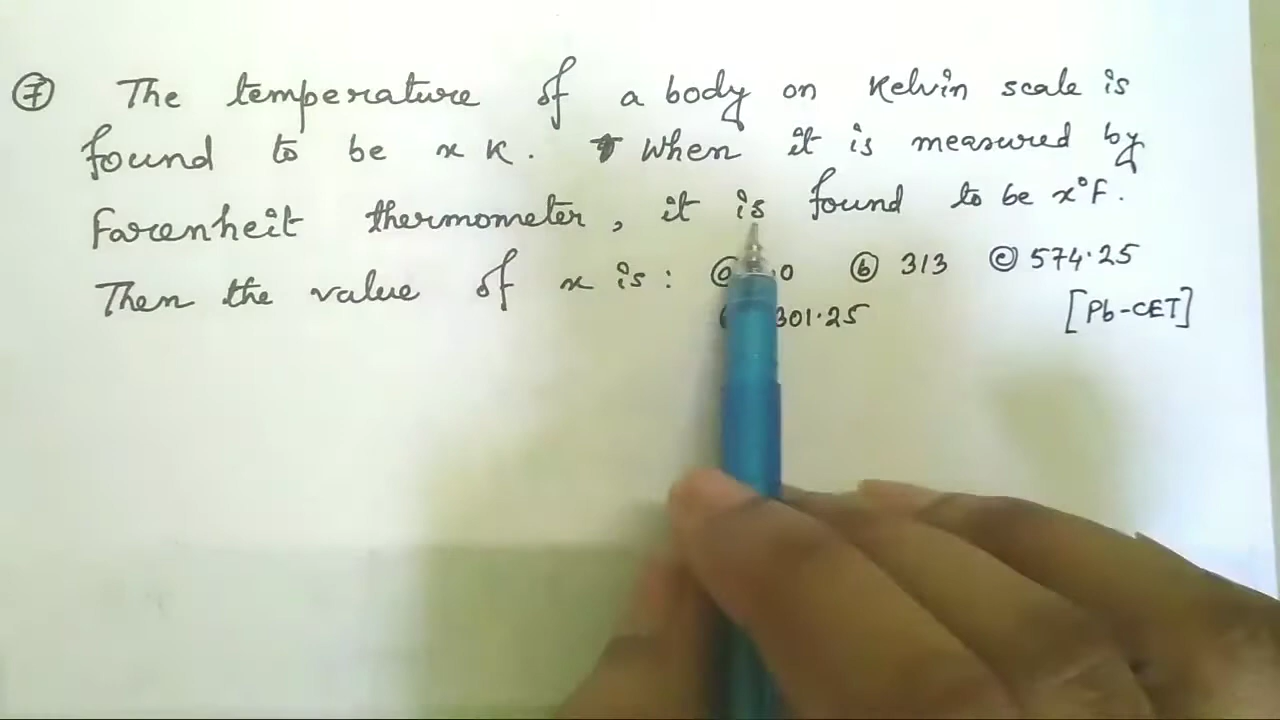 ⑦ The temperature of a body on Kelvin scale is
found to be x K. When it is measured by
Farenheit thermometer, it is found to be x°F.
Then the value of x is: ⓑ 313 ⓒ 574.25
301.25 [Pb-CET]